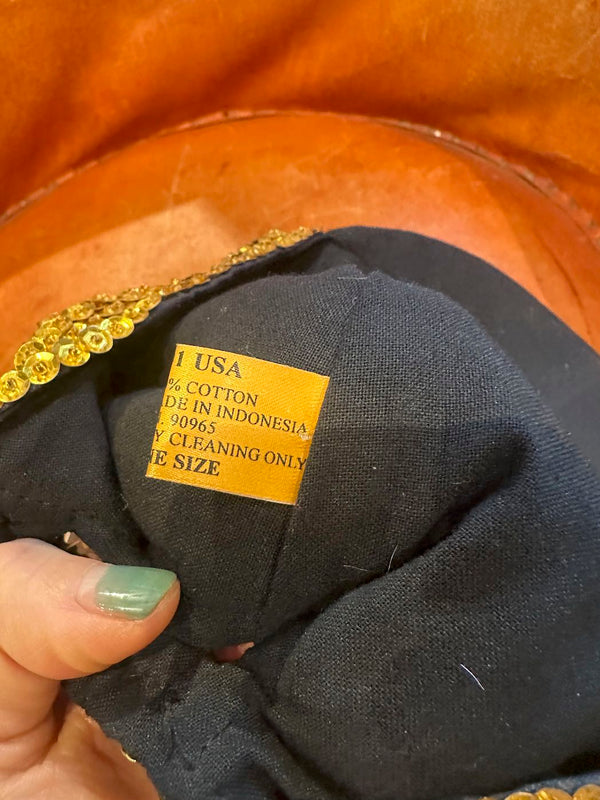 1 USA
% COTTON
DE IN INDONESIA
. 90965
Y CLEANING ONLY
E SIZE